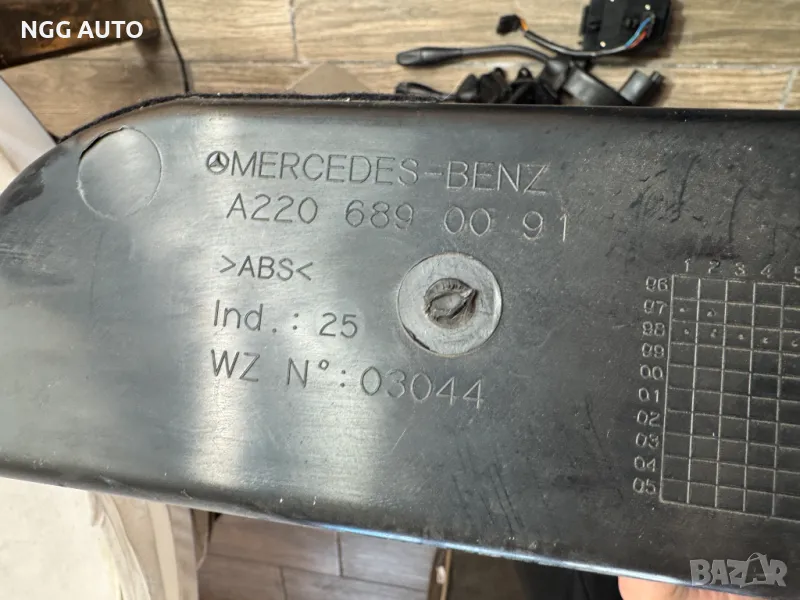 NGG AUTO
MERCEDES-BENZ
A220 689 00 91
>ABS<
Ind.: 25
WZ N°: 03044
1 2 3 4 5
96
97
98
99
00
01
02
03
04
05
BAZAR